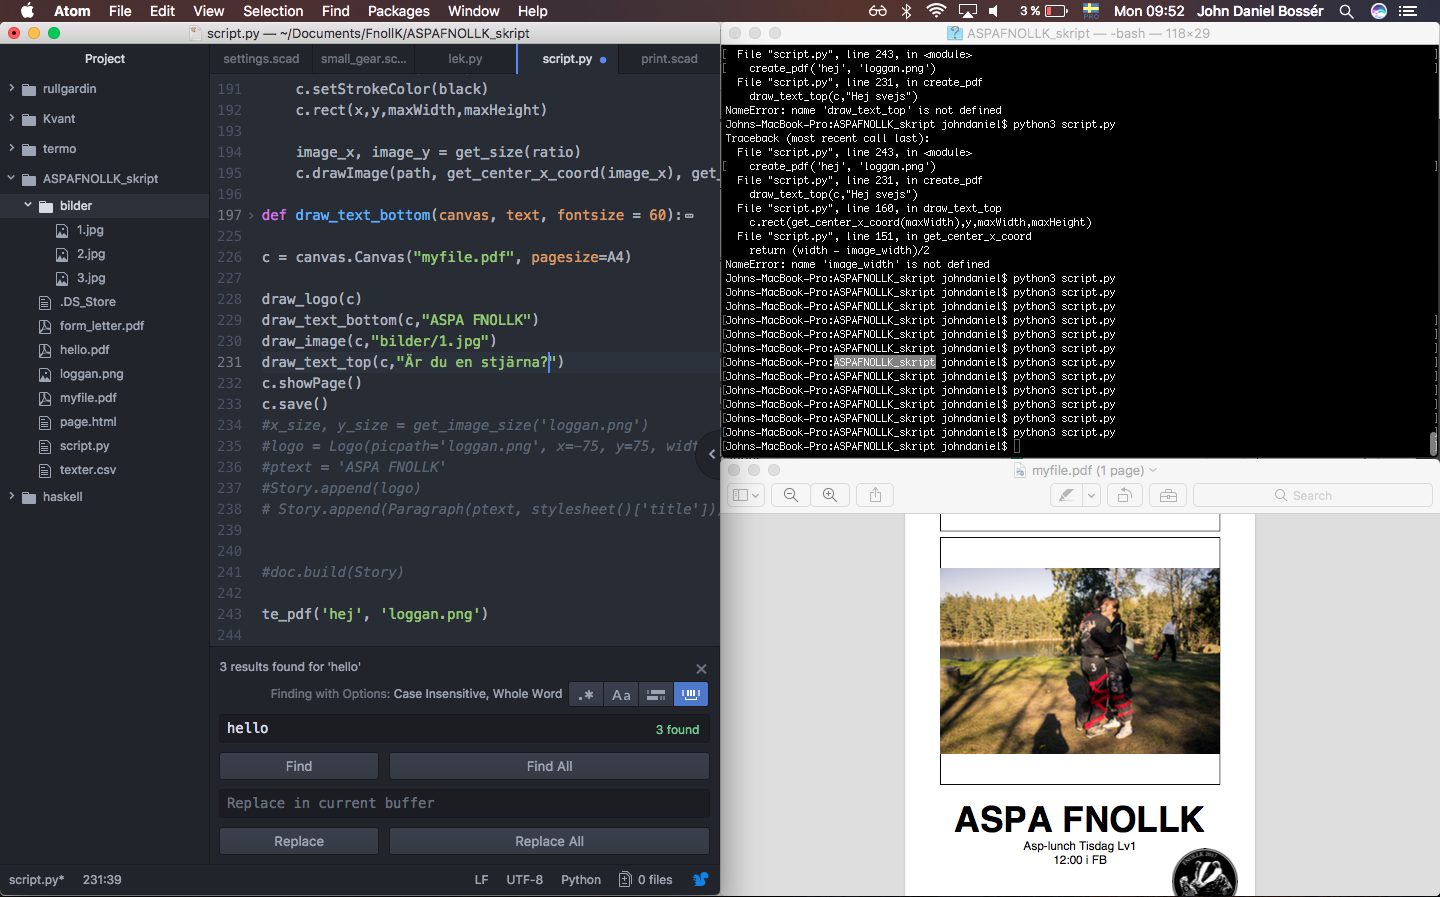 Atom File Edit View Selection Find Packages Window Help
3 % PRO Mon 09:52 John Daniel Bossér
script.py — ~/Documents/FnollK/ASPAFNOLLK_skript
Project
rullgardin
Kvant
termo
ASPAFNOLLK_skript
bilder
1.jpg
2.jpg
3.jpg
.DS_Store
form_letter.pdf
hello.pdf
loggan.png
myfile.pdf
page.html
script.py
texter.csv
haskell
settings.scad small_gear.sc... lek.py script.py print.scad
191 c.setStrokeColor(black)
192 c.rect(x,y,maxWidth,maxHeight)
193
194 image_x, image_y = get_size(ratio)
195 c.drawImage(path, get_center_x_coord(image_x), get_
196
197 def draw_text_bottom(canvas, text, fontsize = 60):
225
226 c = canvas.Canvas("myfile.pdf", pagesize=A4)
227
228 draw_logo(c)
229 draw_text_bottom(c,"ASPA FNOLLK")
230 draw_image(c,"bilder/1.jpg")
231 draw_text_top(c,"Är du en stjärna?")
232 c.showPage()
233 c.save()
234 #x_size, y_size = get_image_size('loggan.png')
235 #logo = Logo(picpath='loggan.png', x=-75, y=75, widt
236 #ptext = 'ASPA FNOLLK'
237 #Story.append(logo)
238 # Story.append(Paragraph(ptext, stylesheet()['title']))
239
240
241 #doc.build(Story)
242
243 te_pdf('hej', 'loggan.png')
244
3 results found for 'hello'
Finding with Options: Case Insensitive, Whole Word
.* Aa
hello 3 found
Find Find All
Replace in current buffer
Replace Replace All
script.py* 231:39 LF UTF-8 Python 0 files
ASPAFNOLLK_skript — -bash — 118×29
File "script.py", line 243, in <module>
create_pdf('hej', 'loggan.png')
File "script.py", line 231, in create_pdf
draw_text_top(c,"Hej svejs")
NameError: name 'draw_text_top' is not defined
Johns-MacBook-Pro:ASPAFNOLLK_skript johndaniel$ python3 script.py
Traceback (most recent call last):
File "script.py", line 243, in <module>
create_pdf('hej', 'loggan.png')
File "script.py", line 231, in create_pdf
draw_text_top(c,"Hej svejs")
File "script.py", line 160, in draw_text_top
c.rect(get_center_x_coord(maxWidth),y,maxWidth,maxHeight)
File "script.py", line 151, in get_center_x_coord
return (width - image_width)/2
NameError: name 'image_width' is not defined
Johns-MacBook-Pro:ASPAFNOLLK_skript johndaniel$ python3 script.py
Johns-MacBook-Pro:ASPAFNOLLK_skript johndaniel$ python3 script.py
Johns-MacBook-Pro:ASPAFNOLLK_skript johndaniel$ python3 script.py
Johns-MacBook-Pro:ASPAFNOLLK_skript johndaniel$ python3 script.py
Johns-MacBook-Pro:ASPAFNOLLK_skript johndaniel$ python3 script.py
Johns-MacBook-Pro:ASPAFNOLLK_skript johndaniel$ python3 script.py
Johns-MacBook-Pro:ASPAFNOLLK_skript johndaniel$ python3 script.py
Johns-MacBook-Pro:ASPAFNOLLK_skript johndaniel$ python3 script.py
Johns-MacBook-Pro:ASPAFNOLLK_skript johndaniel$ python3 script.py
Johns-MacBook-Pro:ASPAFNOLLK_skript johndaniel$ python3 script.py
Johns-MacBook-Pro:ASPAFNOLLK_skript johndaniel$ python3 script.py
Johns-MacBook-Pro:ASPAFNOLLK_skript johndaniel$ python3 script.py
Johns-MacBook-Pro:ASPAFNOLLK_skript johndaniel$
myfile.pdf (1 page)
Search
3
ASPA FNOLLK
Asp-lunch Tisdag Lv1
12:00 i FB
FNOLLK 2017